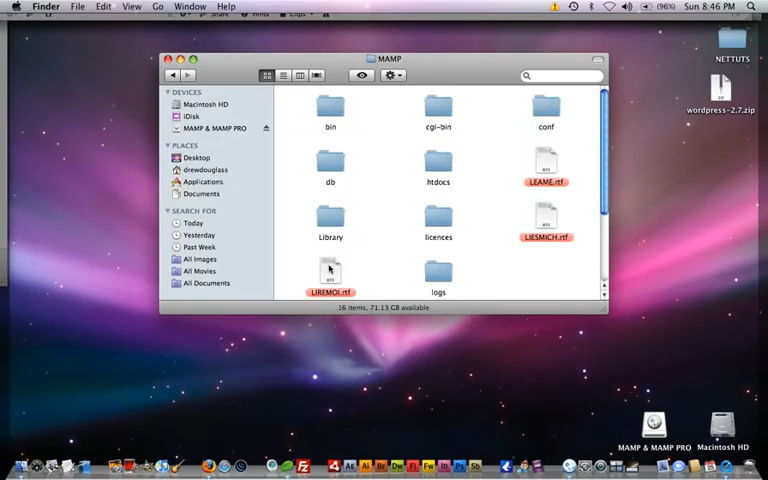 Finder File Edit View Go Window Help
(96%) Sun 8:46 PM
MAMP
DEVICES
Macintosh HD
iDisk
MAMP & MAMP PRO
PLACES
Desktop
drewdouglass
Applications
Documents
SEARCH FOR
Today
Yesterday
Past Week
All Images
All Movies
All Documents
bin
cgi-bin
conf
db
htdocs
LEAME.rtf
Library
licences
LIESMICH.rtf
LIREMOI.rtf
logs
16 items, 71.13 GB available
NETTUTS
wordpress-2.7.zip
MAMP & MAMP PRO
Macintosh HD